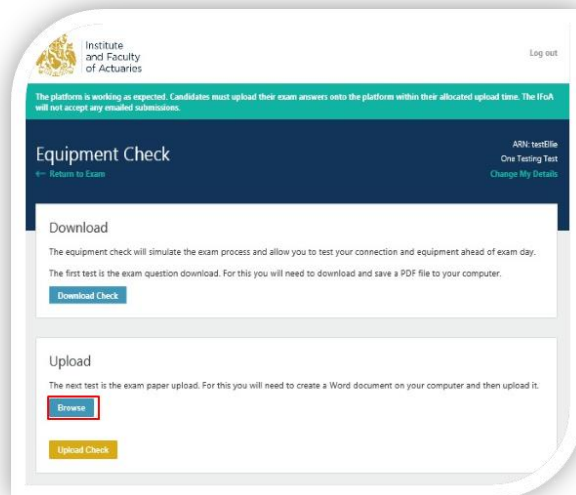 Institute
and Faculty
of Actuaries
Log out
The platform is working as expected. Candidates must upload their exam answers onto the platform within their allocated upload time. The IFoA
will not accept any emailed submissions.
Equipment Check
← Return to Exam
ARN: testEllie
One Testing Test
Change My Details
Download
The equipment check will simulate the exam process and allow you to test your connection and equipment ahead of exam day.
The first test is the exam question download. For this you will need to download and save a PDF file to your computer.
Download Check
Upload
The next test is the exam paper upload. For this you will need to create a Word document on your computer and then upload it.
Browse
Upload Check